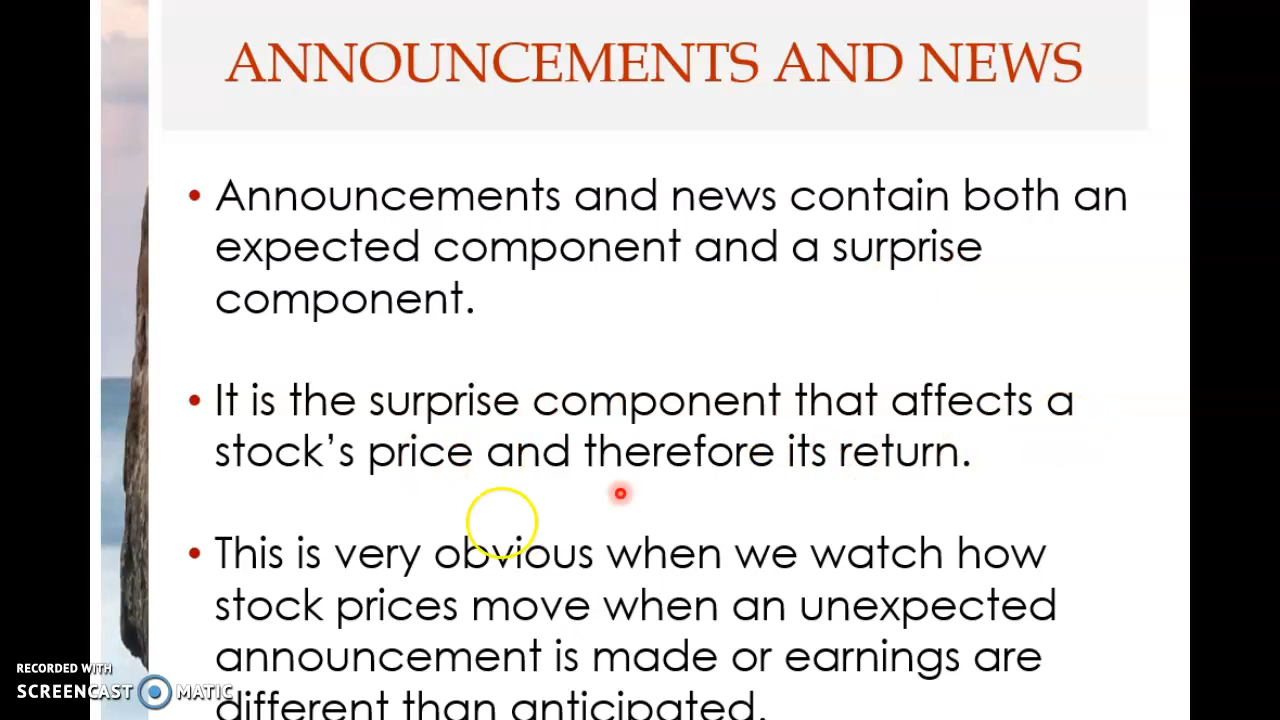 ANNOUNCEMENTS AND NEWS
• Announcements and news contain both an
expected component and a surprise
component.
• It is the surprise component that affects a
stock’s price and therefore its return.
• This is very obvious when we watch how
stock prices move when an unexpected
announcement is made or earnings are
different than anticipated.
RECORDED WITH
SCREENCAST MATIC